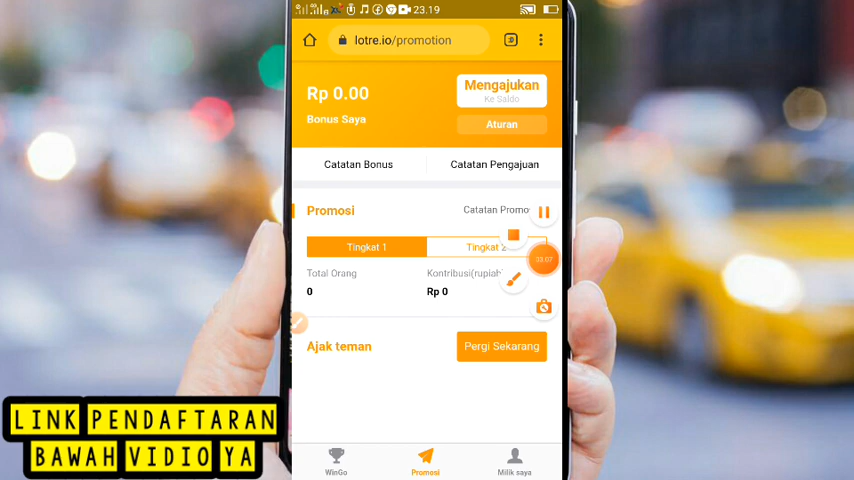 23.19
lotre.io/promotion
Rp 0.00
Mengajukan
Ke Saldo
Bonus Saya
Aturan
Catatan Bonus
Catatan Pengajuan
Promosi
Catatan Promo
Tingkat 1
Tingkat 2
33:07
Total Orang
Kontribusi(rupiah)
0
Rp 0
Ajak teman
Pergi Sekarang
LINK PENDAFTARAN
BAWAH VIDIO YA
WinGo
Promosi
Milik saya